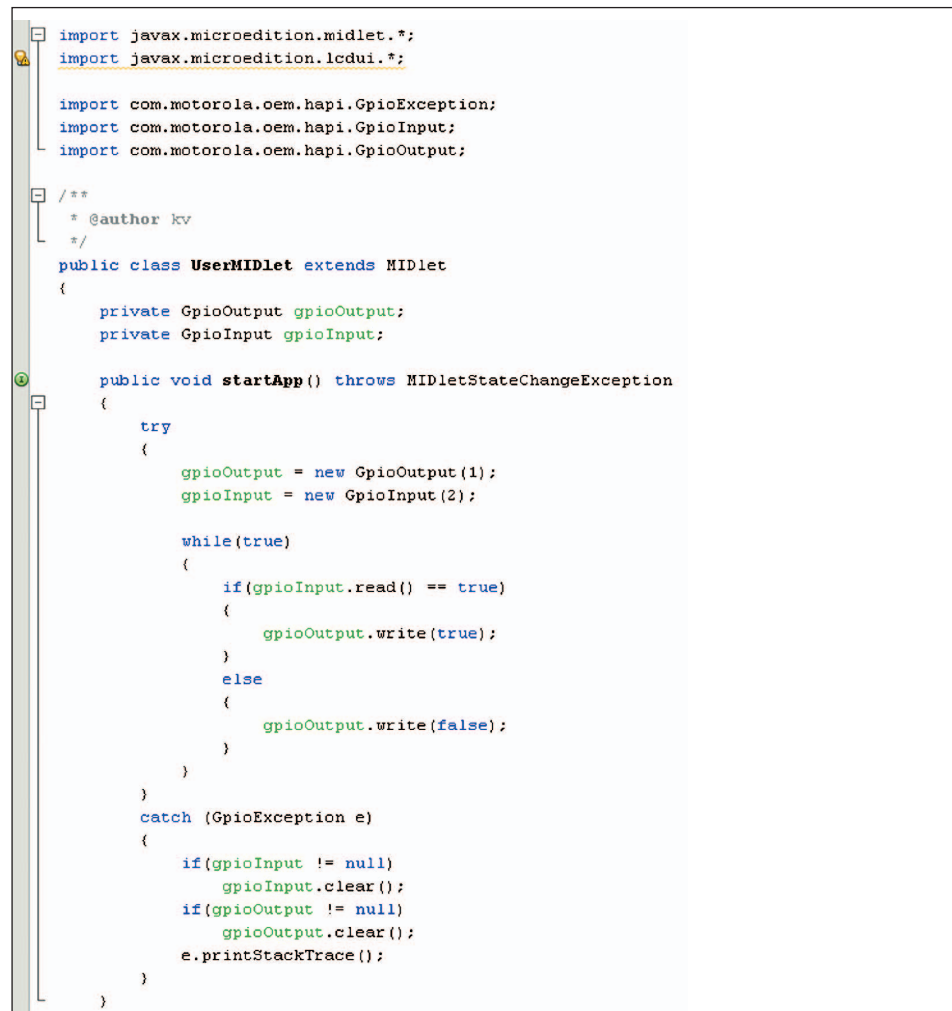 import javax.microedition.midlet.*;
import javax.microedition.lcdui.*;

import com.motorola.oem.hapi.GpioException;
import com.motorola.oem.hapi.GpioInput;
import com.motorola.oem.hapi.GpioOutput;

/**
 * @author kv
 */
public class UserMIDlet extends MIDlet
{
    private GpioOutput gpioOutput;
    private GpioInput gpioInput;

    public void startApp() throws MIDletStateChangeException
    {
        try
        {
            gpioOutput = new GpioOutput(1);
            gpioInput = new GpioInput(2);

            while(true)
            {
                if(gpioInput.read() == true)
                {
                    gpioOutput.write(true);
                }
                else
                {
                    gpioOutput.write(false);
                }
            }
        }
        catch (GpioException e)
        {
            if(gpioInput != null)
                gpioInput.clear();
            if(gpioOutput != null)
                gpioOutput.clear();
            e.printStackTrace();
        }
    }